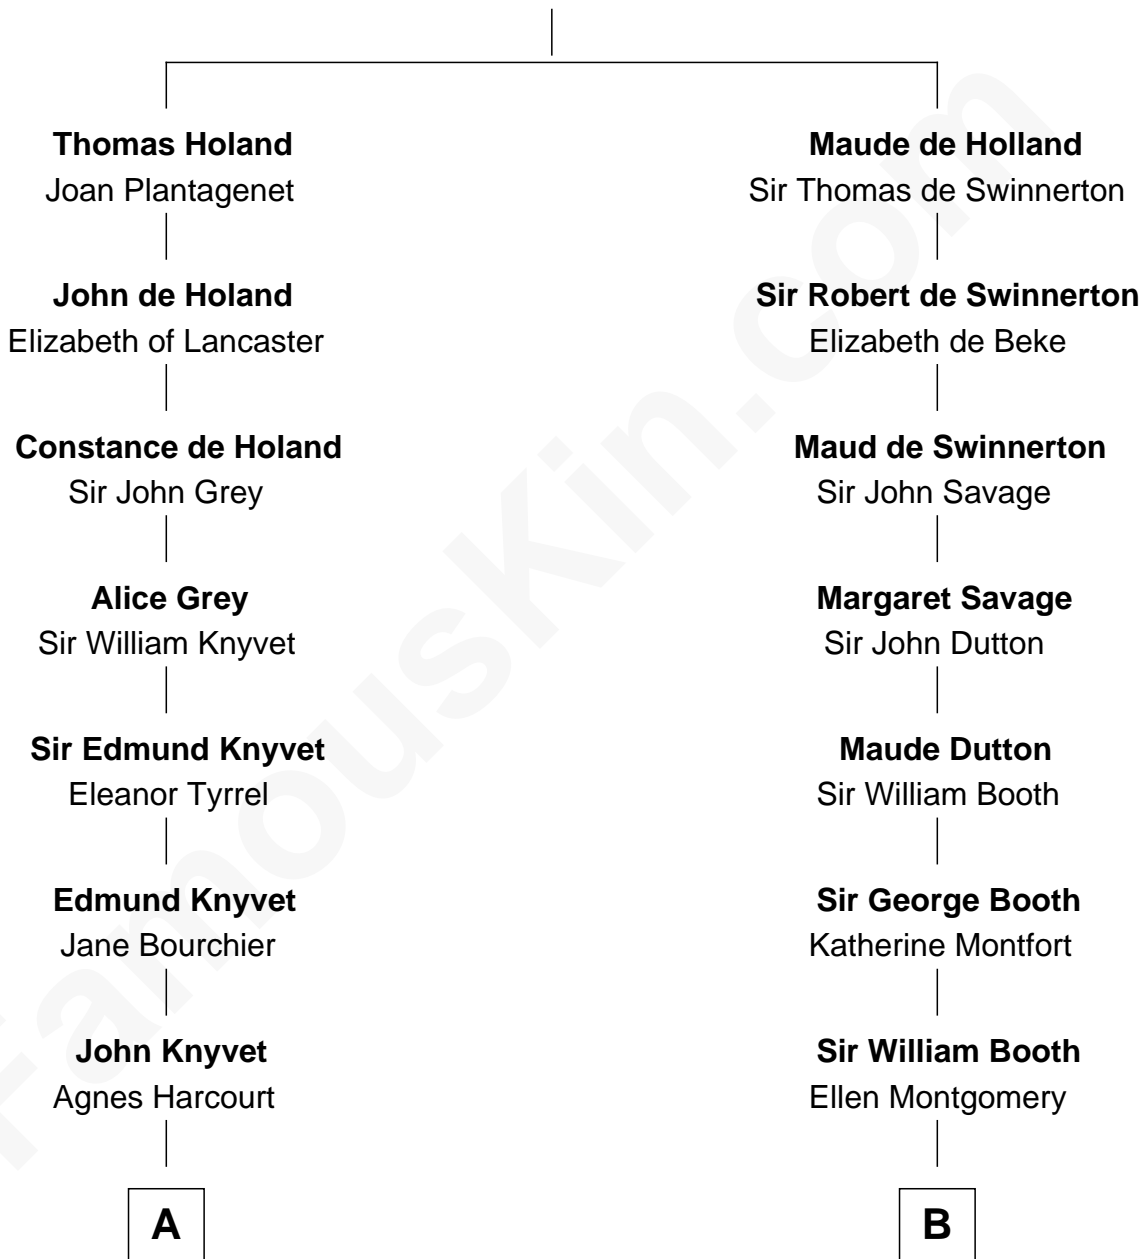 Thomas Holand
Joan Plantagenet
John de Holand
Elizabeth of Lancaster
Constance de Holand
Sir John Grey
Alice Grey
Sir William Knyvet
Sir Edmund Knyvet
Eleanor Tyrrel
Edmund Knyvet
Jane Bourchier
John Knyvet
Agnes Harcourt
A
Maude de Holland
Sir Thomas de Swinnerton
Sir Robert de Swinnerton
Elizabeth de Beke
Maud de Swinnerton
Sir John Savage
Margaret Savage
Sir John Dutton
Maude Dutton
Sir William Booth
Sir George Booth
Katherine Montfort
Sir William Booth
Ellen Montgomery
B
FamousKin.com